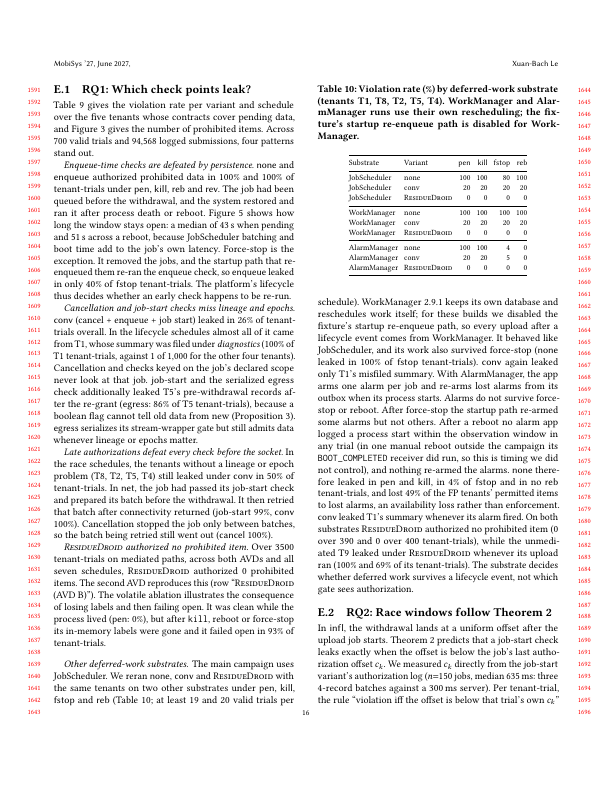 MobiSys '27, June 2027,
Xuan-Bach Le
E.1 RQ1: Which check points leak?
Table 9 gives the violation rate per variant and schedule
over the five tenants whose contracts cover pending data,
and Figure 3 gives the number of prohibited items. Across
700 valid trials and 94,568 logged submissions, four patterns
stand out.
Enqueue-time checks are defeated by persistence. none and
enqueue authorized prohibited data in 100% and 100% of
tenant-trials under pen, kill, reb and rev. The job had been
queued before the withdrawal, and the system restored and
ran it after process death or reboot. Figure 5 shows how
long the window stays open: a median of 43 s when pending
and 51 s across a reboot, because JobScheduler batching and
boot time add to the job's own latency. Force-stop is the
exception. It removed the jobs, and the startup path that re-
enqueued them re-ran the enqueue check, so enqueue leaked
in only 40% of fstop tenant-trials. The platform's lifecycle
thus decides whether an early check happens to be re-run.
Cancellation and job-start checks miss lineage and epochs.
conv (cancel + enqueue + job start) leaked in 26% of tenant-
trials overall. In the lifecycle schedules almost all of it came
from T1, whose summary was filed under diagnostics (100% of
T1 tenant-trials, against 1 of 1,000 for the other four tenants).
Cancellation and checks keyed on the job's declared scope
never look at that job. job-start and the serialized egress
check additionally leaked T5's pre-withdrawal records af-
ter the re-grant (egress: 86% of T5 tenant-trials), because a
boolean flag cannot tell old data from new (Proposition 3).
egress serializes its stream-wrapper gate but still admits data
whenever lineage or epochs matter.
Late authorizations defeat every check before the socket. In
the race schedules, the tenants without a lineage or epoch
problem (T8, T2, T5, T4) still leaked under conv in 50% of
tenant-trials. In net, the job had passed its job-start check
and prepared its batch before the withdrawal. It then retried
that batch after connectivity returned (job-start 99%, conv
100%). Cancellation stopped the job only between batches,
so the batch being retried still went out (cancel 100%).
ResidueDroid authorized no prohibited item. Over 3500
tenant-trials on mediated paths, across both AVDs and all
seven schedules, ResidueDroid authorized 0 prohibited
items. The second AVD reproduces this (row "ResidueDroid
(AVD B)"). The volatile ablation illustrates the consequence
of losing labels and then failing open. It was clean while the
process lived (pen: 0%), but after kill, reboot or force-stop
its in-memory labels were gone and it failed open in 93% of
tenant-trials.
Other deferred-work substrates. The main campaign uses
JobScheduler. We reran none, conv and ResidueDroid with
the same tenants on two other substrates under pen, kill,
fstop and reb (Table 10; at least 19 and 20 valid trials per
Table 10: Violation rate (%) by deferred-work substrate
(tenants T1, T8, T2, T5, T4). WorkManager and Alar-
mManager runs use their own rescheduling; the fix-
ture's startup re-enqueue path is disabled for Work-
Manager.
Substrate Variant pen kill fstop reb
JobScheduler none 100 100 80 100
JobScheduler conv 20 20 20 20
JobScheduler ResidueDroid 0 0 0 0
WorkManager none 100 100 100 100
WorkManager conv 20 20 20 20
WorkManager ResidueDroid 0 0 0 0
AlarmManager none 100 100 4 0
AlarmManager conv 20 20 5 0
AlarmManager ResidueDroid 0 0 0 0
schedule). WorkManager 2.9.1 keeps its own database and
reschedules work itself; for these builds we disabled the
fixture's startup re-enqueue path, so every upload after a
lifecycle event comes from WorkManager. It behaved like
JobScheduler, and its work also survived force-stop (none
leaked in 100% of fstop tenant-trials). conv again leaked
only T1's misfiled summary. With AlarmManager, the app
arms one alarm per job and re-arms lost alarms from its
outbox when its process starts. Alarms do not survive force-
stop or reboot. After force-stop the startup path re-armed
some alarms but not others. After a reboot no alarm app
logged a process start within the observation window in
any trial (in one manual reboot outside the campaign its
BOOT_COMPLETED receiver did run, so this is timing we did
not control), and nothing re-armed the alarms. none there-
fore leaked in pen and kill, in 4% of fstop and in no reb
tenant-trials, and lost 49% of the FP tenants' permitted items
to lost alarms, an availability loss rather than enforcement.
conv leaked T1's summary whenever its alarm fired. On both
substrates ResidueDroid authorized no prohibited item (0
over 390 and 0 over 400 tenant-trials), while the unmedi-
ated T9 leaked under ResidueDroid whenever its upload
ran (100% and 69% of its tenant-trials). The substrate decides
whether deferred work survives a lifecycle event, not which
gate sees authorization.
E.2 RQ2: Race windows follow Theorem 2
In infl, the withdrawal lands at a uniform offset after the
upload job starts. Theorem 2 predicts that a job-start check
leaks exactly when the offset is below the job's last autho-
rization offset cₖ. We measured cₖ directly from the job-start
variant's authorization log (n=150 jobs, median 635 ms: three
4-record batches against a 300 ms server). Per tenant-trial,
the rule "violation iff the offset is below that trial's own cₖ"
16